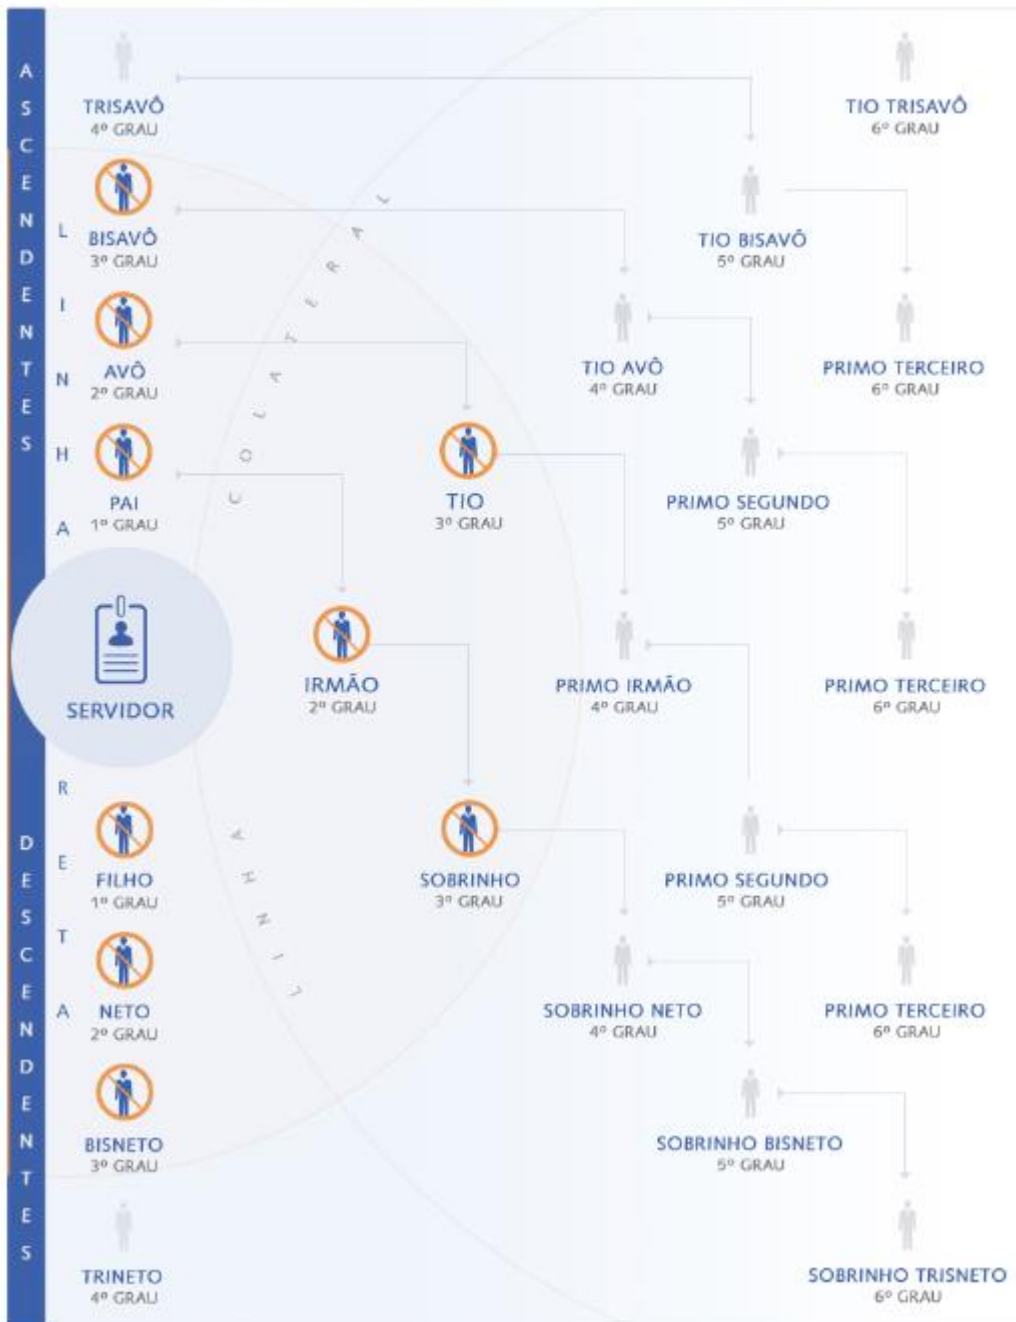 ASCENDENTES
DESCENDENTES
LINHA RETA
LINHA COLATERAL
TRISAVÔ
4º GRAU
TIO TRISAVÔ
6º GRAU
BISAVÔ
3º GRAU
TIO BISAVÔ
5º GRAU
AVÔ
2º GRAU
TIO AVÔ
4º GRAU
PRIMO TERCEIRO
6º GRAU
PAI
1º GRAU
TIO
3º GRAU
PRIMO SEGUNDO
5º GRAU
SERVIDOR
IRMÃO
2º GRAU
PRIMO IRMÃO
4º GRAU
PRIMO TERCEIRO
6º GRAU
FILHO
1º GRAU
SOBRINHO
3º GRAU
PRIMO SEGUNDO
5º GRAU
NETO
2º GRAU
SOBRINHO NETO
4º GRAU
PRIMO TERCEIRO
6º GRAU
BISNETO
3º GRAU
SOBRINHO BISNETO
5º GRAU
TRINETO
4º GRAU
SOBRINHO TRISNETO
6º GRAU